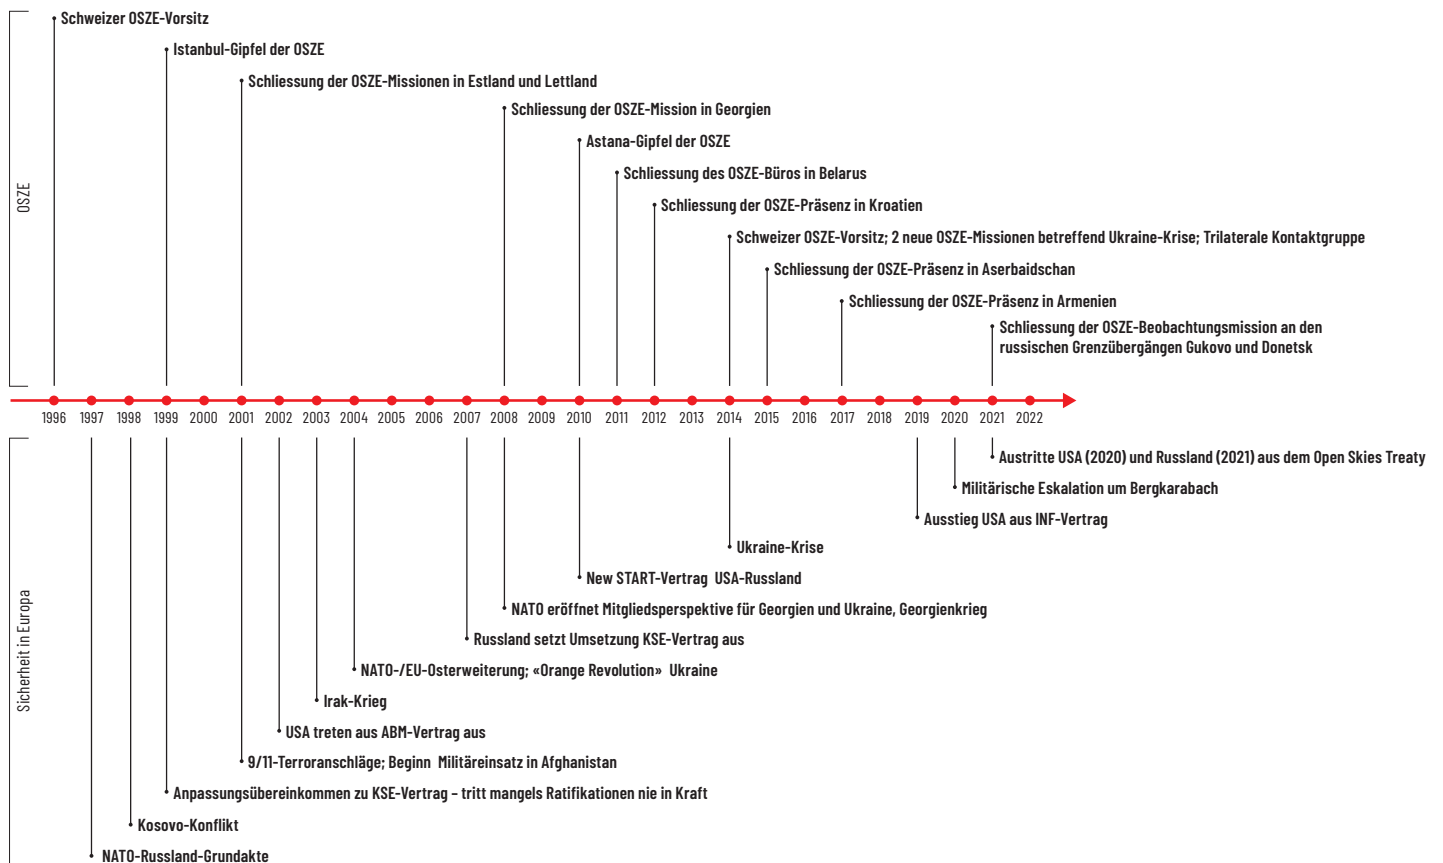 OSZE
Schweizer OSZE-Vorsitz
Istanbul-Gipfel der OSZE
Schliessung der OSZE-Missionen in Estland und Lettland
Schliessung der OSZE-Mission in Georgien
Astana-Gipfel der OSZE
Schliessung des OSZE-Büros in Belarus
Schliessung der OSZE-Präsenz in Kroatien
Schweizer OSZE-Vorsitz; 2 neue OSZE-Missionen betreffend Ukraine-Krise; Trilaterale Kontaktgruppe
Schliessung der OSZE-Präsenz in Aserbaidschan
Schliessung der OSZE-Präsenz in Armenien
Schliessung der OSZE-Beobachtungsmission an den
russischen Grenzübergängen Gukovo und Donetsk
1996 1997 1998 1999 2000 2001 2002 2003 2004 2005 2006 2007 2008 2009 2010 2011 2012 2013 2014 2015 2016 2017 2018 2019 2020 2021 2022
Sicherheit in Europa
Austritte USA (2020) und Russland (2021) aus dem Open Skies Treaty
Militärische Eskalation um Bergkarabach
Ausstieg USA aus INF-Vertrag
Ukraine-Krise
New START-Vertrag USA-Russland
NATO eröffnet Mitgliedsperspektive für Georgien und Ukraine, Georgienkrieg
Russland setzt Umsetzung KSE-Vertrag aus
NATO-/EU-Osterweiterung; «Orange Revolution» Ukraine
Irak-Krieg
USA treten aus ABM-Vertrag aus
9/11-Terroranschläge; Beginn Militäreinsatz in Afghanistan
Anpassungsübereinkommen zu KSE-Vertrag – tritt mangels Ratifikationen nie in Kraft
Kosovo-Konflikt
NATO-Russland-Grundakte